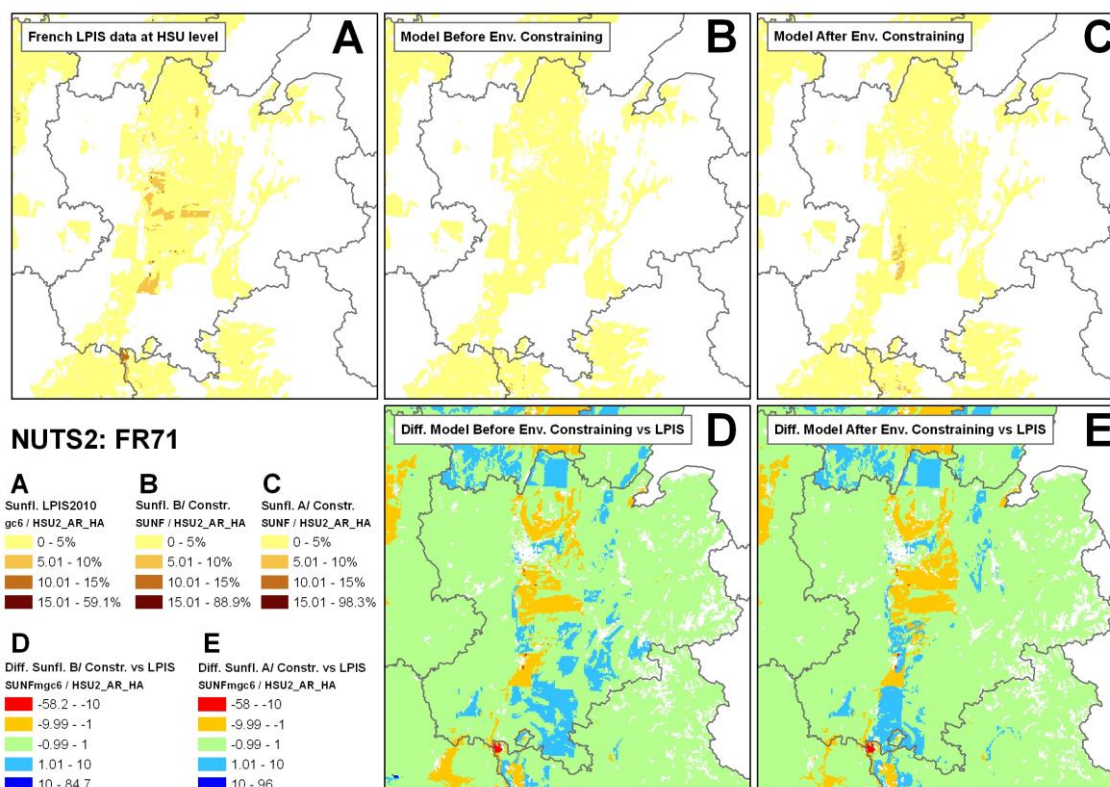 French LPIS data at HSU level
A
Model Before Env. Constraining
B
Model After Env. Constraining
C
NUTS2: FR71
Diff. Model Before Env. Constraining vs LPIS
D
Diff. Model After Env. Constraining vs LPIS
E
A
Sunfl. LPIS2010
gc6 / HSU2_AR_HA
0 - 5%
5.01 - 10%
10.01 - 15%
15.01 - 59.1%
B
Sunfl. B/ Constr.
SUNF / HSU2_AR_HA
0 - 5%
5.01 - 10%
10.01 - 15%
15.01 - 88.9%
C
Sunfl. A/ Constr.
SUNF / HSU2_AR_HA
0 - 5%
5.01 - 10%
10.01 - 15%
15.01 - 98.3%
D
Diff. Sunfl. B/ Constr. vs LPIS
SUNFmgc6 / HSU2_AR_HA
-58.2 - -10
-9.99 - -1
-0.99 - 1
1.01 - 10
10 - 84.7
E
Diff. Sunfl. A/ Constr. vs LPIS
SUNFmgc6 / HSU2_AR_HA
-58 - -10
-9.99 - -1
-0.99 - 1
1.01 - 10
10 - 96